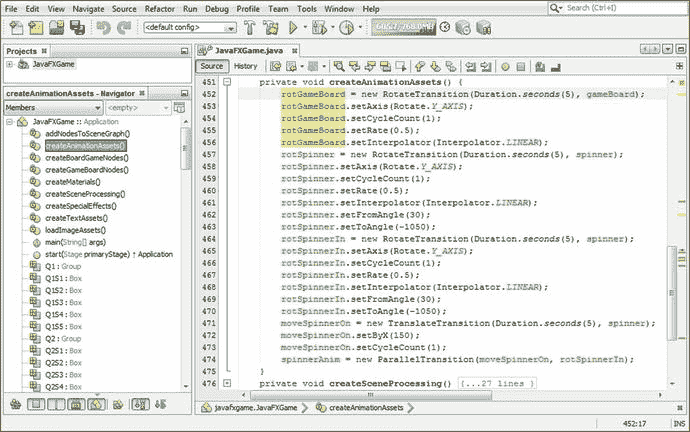 File Edit View Navigate Source Refactor Run Debug Profile Team Tools Window Help
Search (Ctrl+I)
<default config>
Projects
JavaFXGame
createAnimationAssets() - Navigator
Members
<empty>
JavaFXGame :: Application
addNodesToSceneGraph()
createAnimationAssets()
createBoardGameNodes()
createGameBoardNodes()
createMaterials()
createSceneProcessing()
createSpecialEffects()
createTextAssets()
loadImageAssets()
main(String[] args)
start(Stage primaryStage) ↑ Application
Q1 : Group
Q1S1 : Box
Q1S2 : Box
Q1S3 : Box
Q1S4 : Box
Q1S5 : Box
Q2 : Group
Q2S1 : Box
Q2S2 : Box
Q2S3 : Box
Q2S4 : Box
JavaFXGame.java
Source History
451 private void createAnimationAssets() {
452 rotGameBoard = new RotateTransition(Duration.seconds(5), gameBoard);
453 rotGameBoard.setAxis(Rotate.Y_AXIS);
454 rotGameBoard.setCycleCount(1);
455 rotGameBoard.setRate(0.5);
456 rotGameBoard.setInterpolator(Interpolator.LINEAR);
457 rotSpinner = new RotateTransition(Duration.seconds(5), spinner);
458 rotSpinner.setAxis(Rotate.Y_AXIS);
459 rotSpinner.setCycleCount(1);
460 rotSpinner.setRate(0.5);
461 rotSpinner.setInterpolator(Interpolator.LINEAR);
462 rotSpinner.setFromAngle(30);
463 rotSpinner.setToAngle(-1050);
464 rotSpinnerIn = new RotateTransition(Duration.seconds(5), spinner);
465 rotSpinnerIn.setAxis(Rotate.Y_AXIS);
466 rotSpinnerIn.setCycleCount(1);
467 rotSpinnerIn.setRate(0.5);
468 rotSpinnerIn.setInterpolator(Interpolator.LINEAR);
469 rotSpinnerIn.setFromAngle(30);
470 rotSpinnerIn.setToAngle(-1050);
471 moveSpinnerOn = new TranslateTransition(Duration.seconds(5), spinner);
472 moveSpinnerOn.setByX(150);
473 moveSpinnerOn.setCycleCount(1);
474 spinnerAnim = new ParallelTransition(moveSpinnerOn, rotSpinnerIn);
475 }
476 private void createSceneProcessing() {...27 lines }
javafxgame.JavaFXGame
createAnimationAssets
452:17
INS